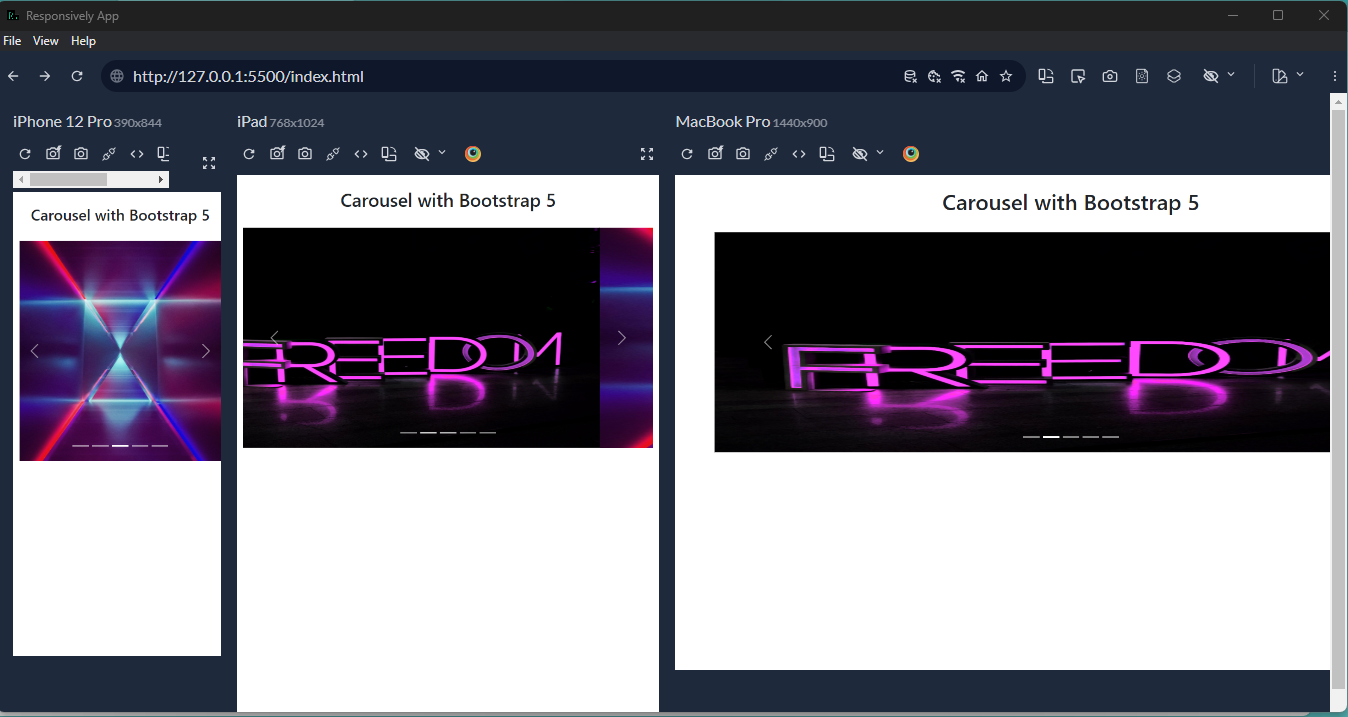 Responsively App
File View Help
http://127.0.0.1:5500/index.html
iPhone 12 Pro 390x844
iPad 768x1024
MacBook Pro 1440x900
Carousel with Bootstrap 5
Carousel with Bootstrap 5
Carousel with Bootstrap 5
FREEDOM
FREEDOM